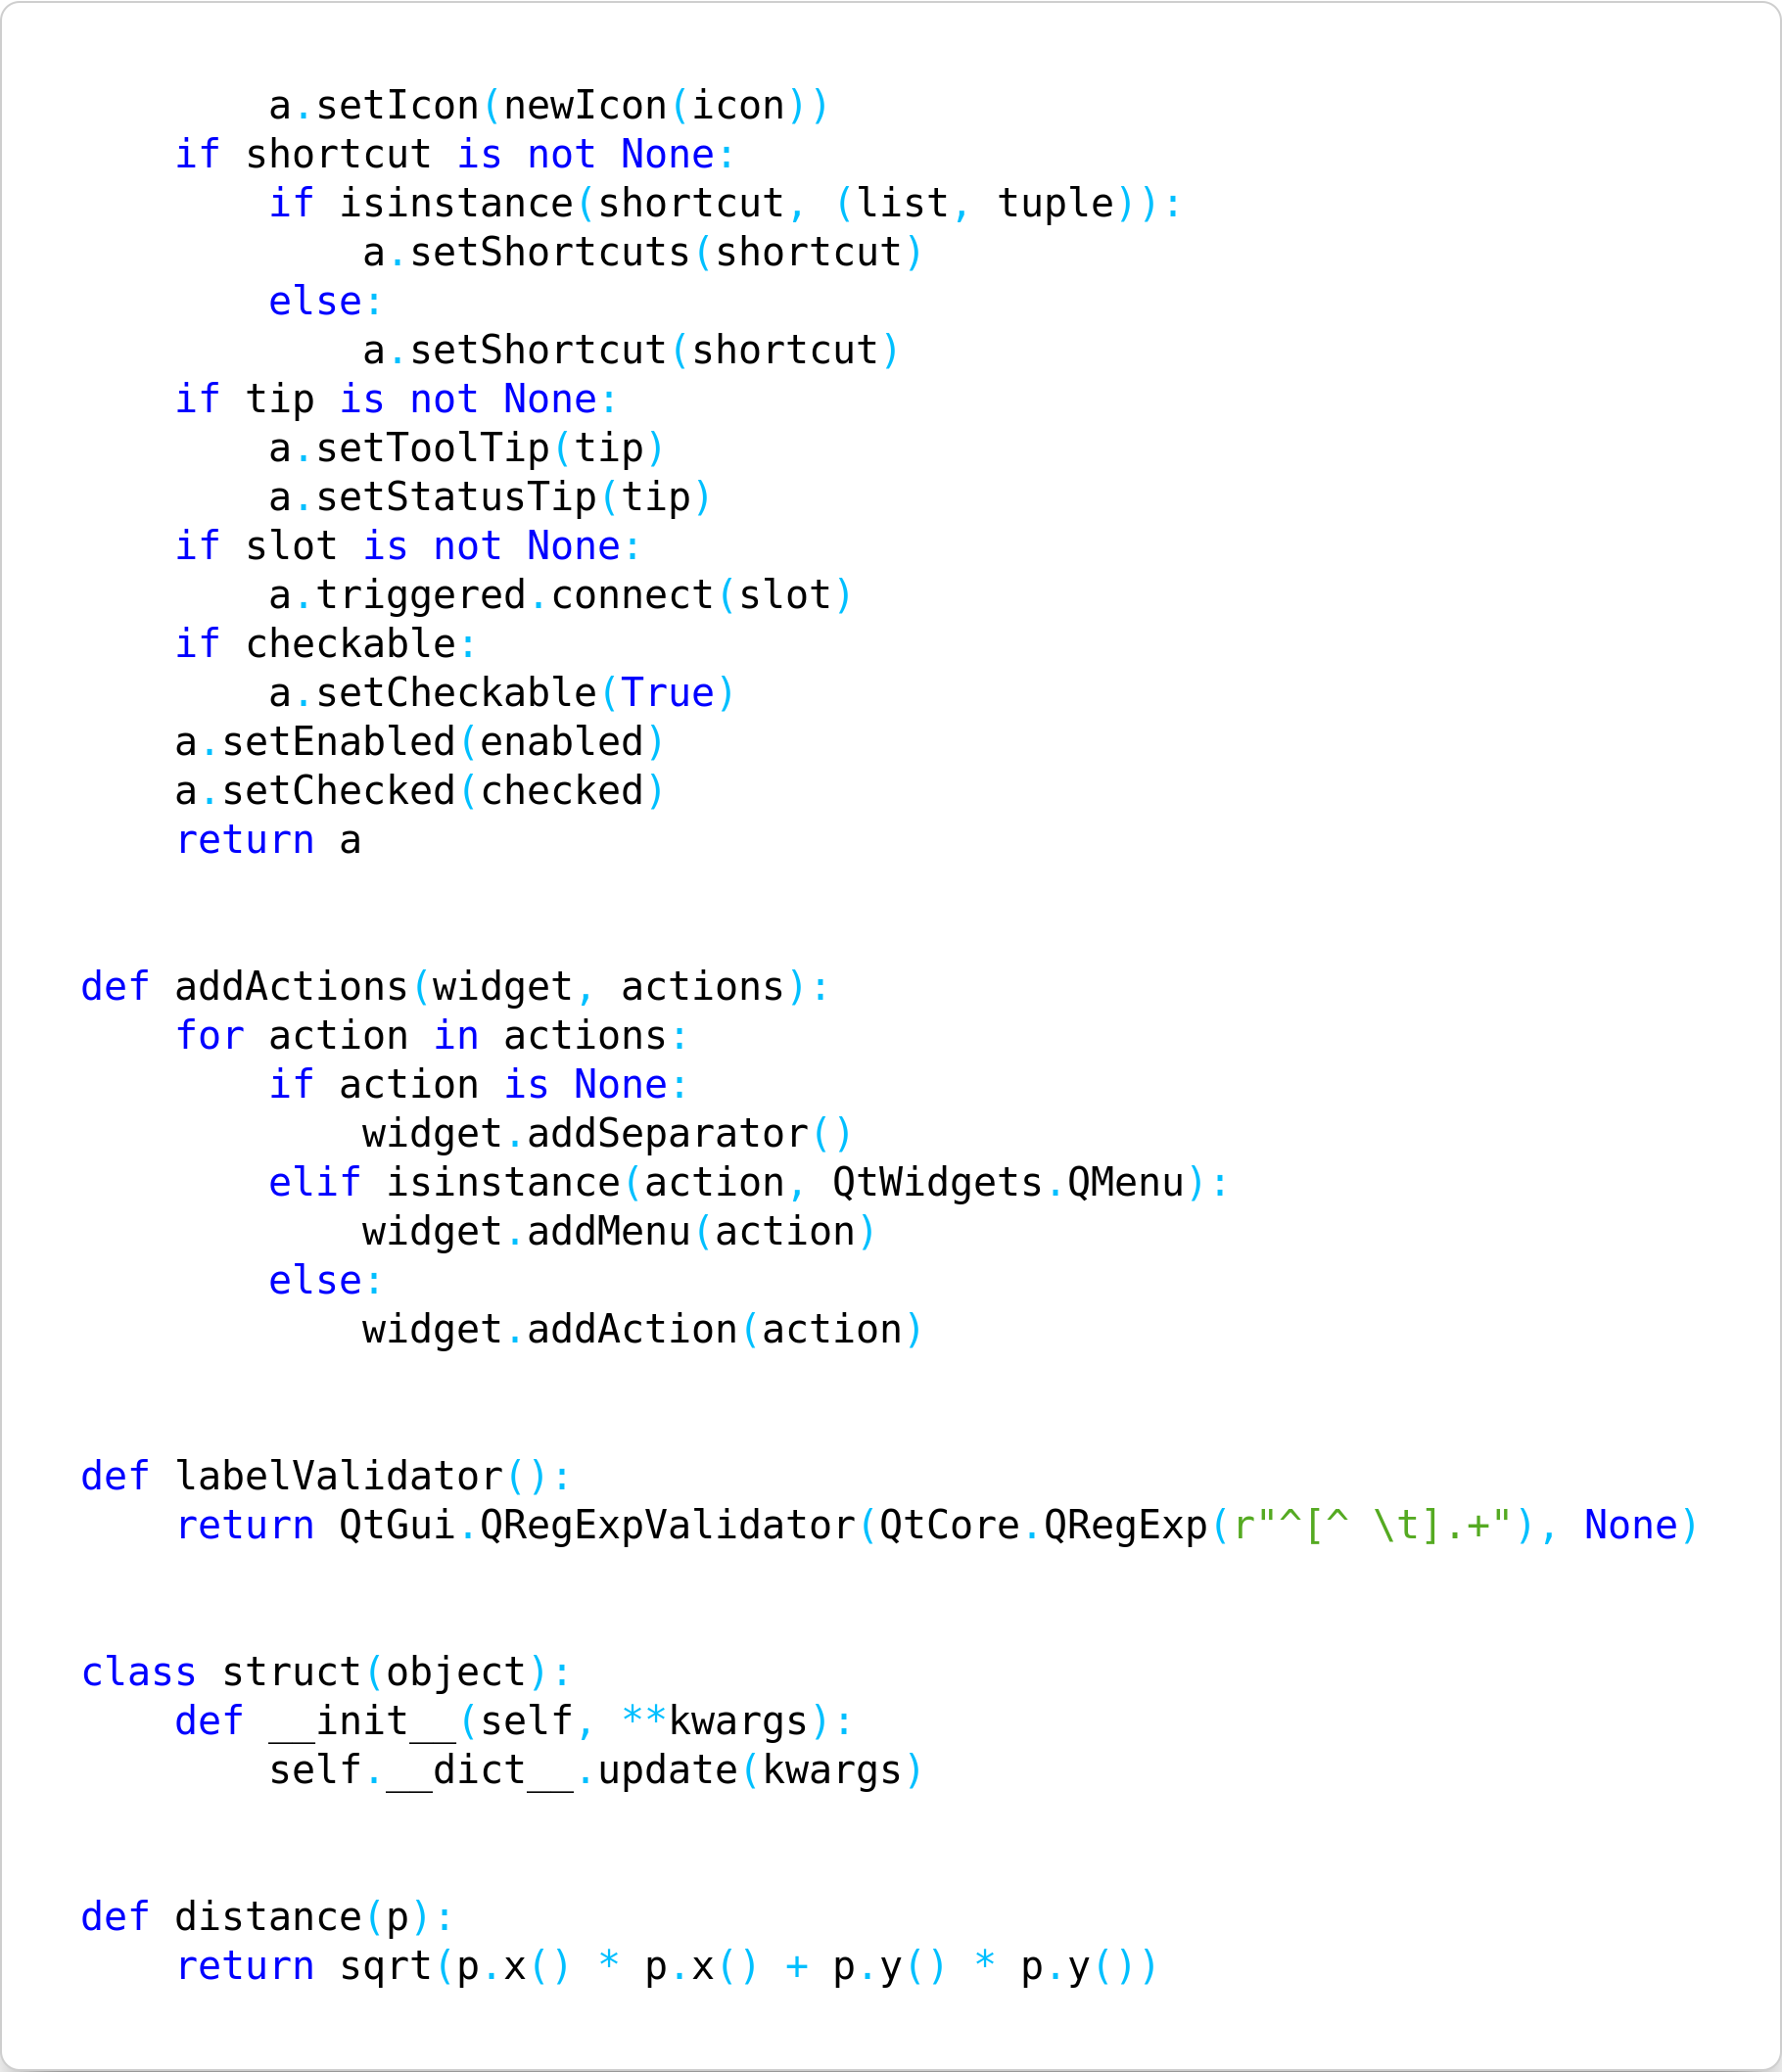 a.setIcon(newIcon(icon))
    if shortcut is not None:
        if isinstance(shortcut, (list, tuple)):
            a.setShortcuts(shortcut)
        else:
            a.setShortcut(shortcut)
    if tip is not None:
        a.setToolTip(tip)
        a.setStatusTip(tip)
    if slot is not None:
        a.triggered.connect(slot)
    if checkable:
        a.setCheckable(True)
    a.setEnabled(enabled)
    a.setChecked(checked)
    return a


def addActions(widget, actions):
    for action in actions:
        if action is None:
            widget.addSeparator()
        elif isinstance(action, QtWidgets.QMenu):
            widget.addMenu(action)
        else:
            widget.addAction(action)


def labelValidator():
    return QtGui.QRegExpValidator(QtCore.QRegExp(r"^[^ \t].+"), None)


class struct(object):
    def __init__(self, **kwargs):
        self.__dict__.update(kwargs)


def distance(p):
    return sqrt(p.x() * p.x() + p.y() * p.y())